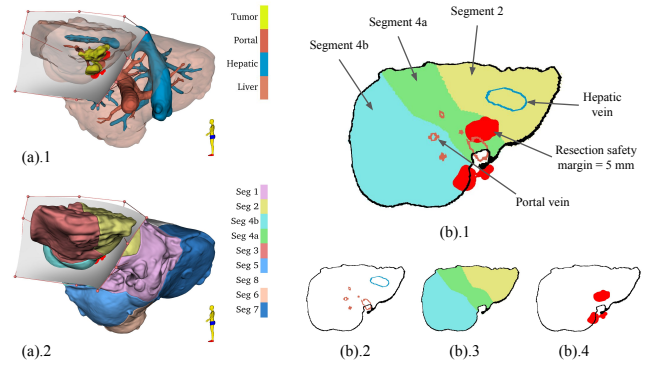 Tumor
Portal
Hepatic
Liver
(a).1
Seg 1
Seg 2
Seg 4b
Seg 4a
Seg 3
Seg 5
Seg 8
Seg 6
Seg 7
(a).2
Segment 2
Segment 4a
Segment 4b
Hepatic
vein
Resection safety
margin = 5 mm
Portal vein
(b).1
(b).2
(b).3
(b).4